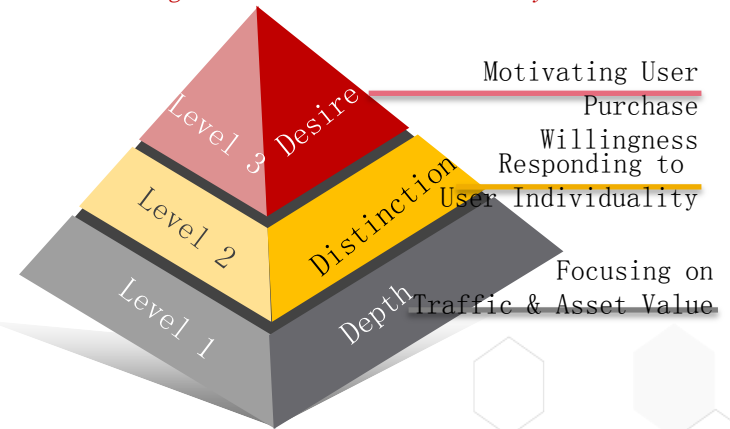 Level 3
Desire
Motivating User
Purchase
Willingness
Level 2
Distinction
Responding to
User Individuality
Level 1
Depth
Focusing on
Traffic & Asset Value